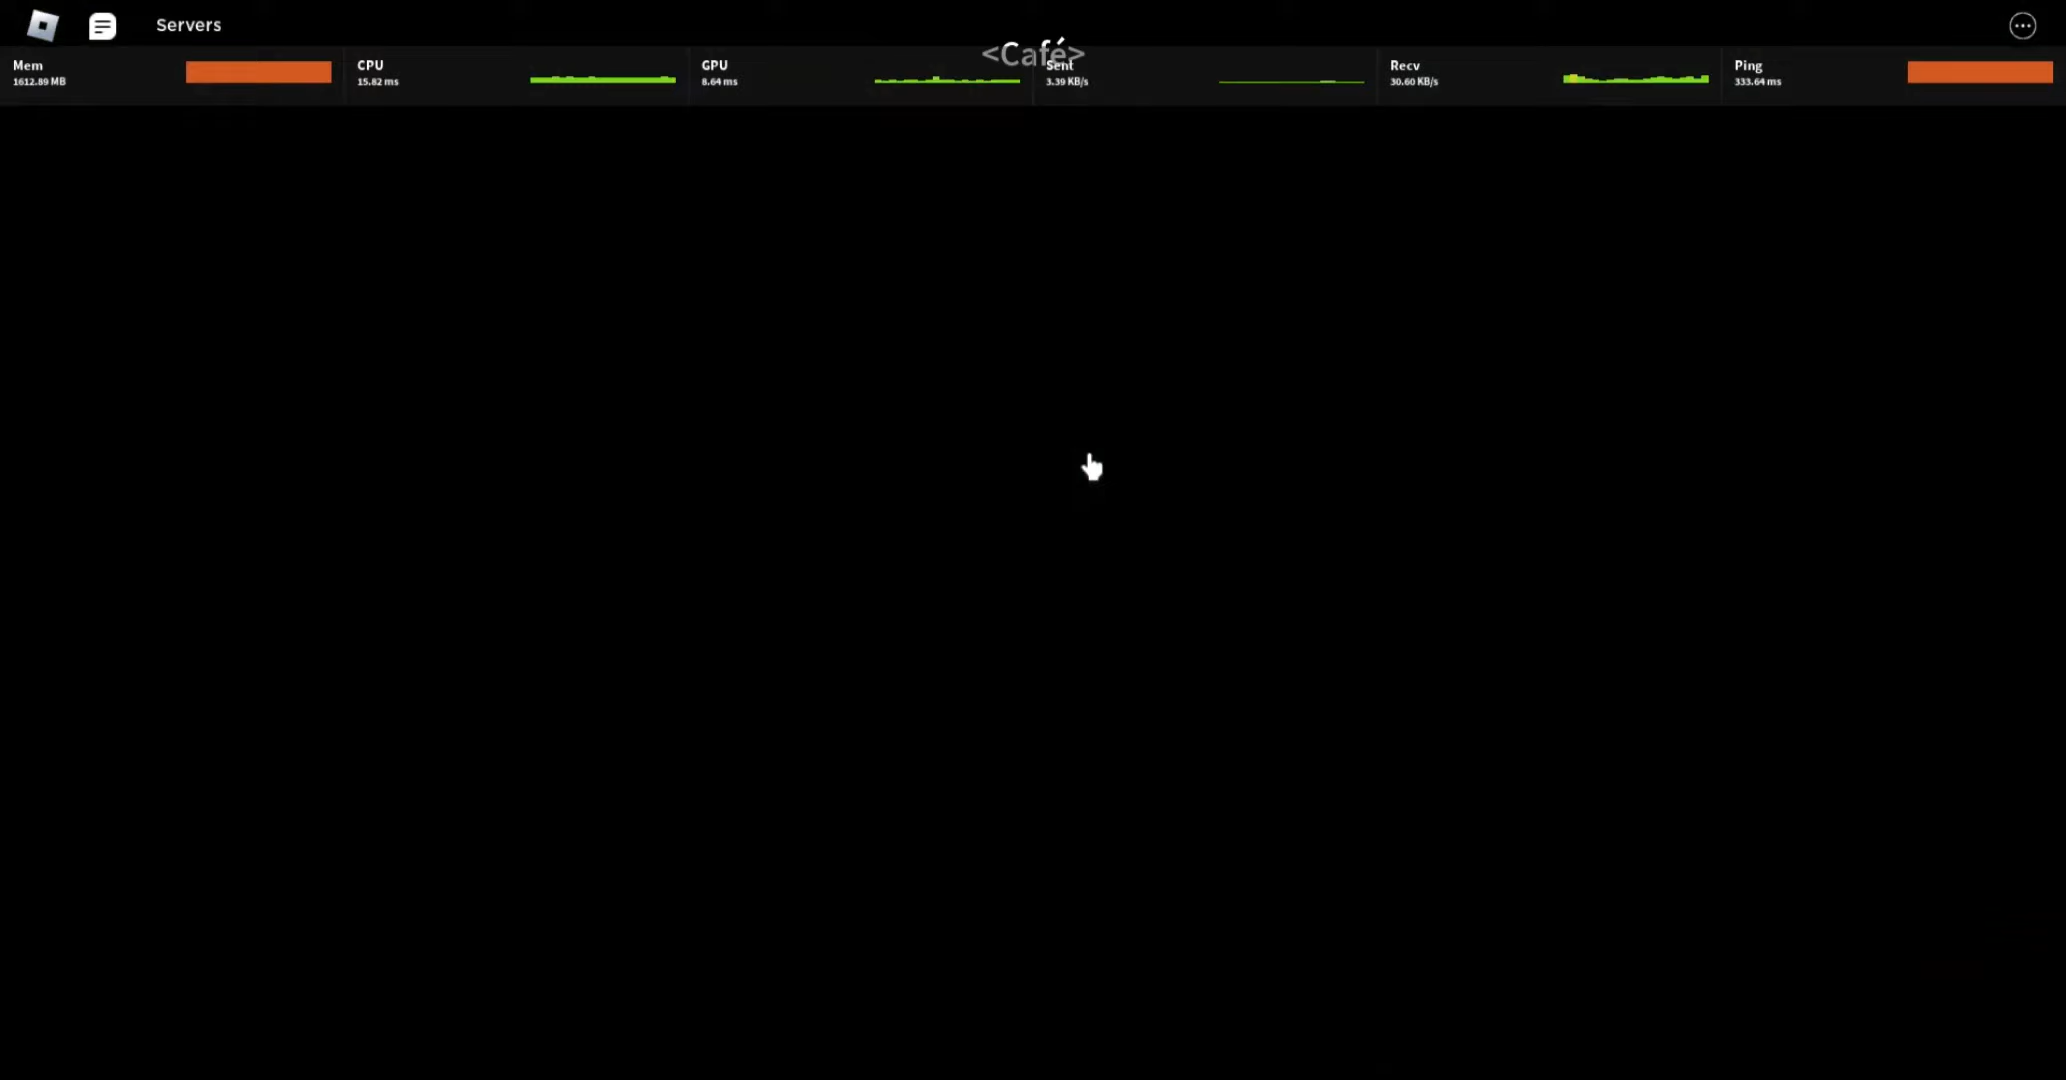 Servers
<Café>
Mem
1612.89 MB
CPU
15.82 ms
GPU
8.64 ms
Sent
3.39 KB/s
Recv
30.60 KB/s
Ping
333.64 ms